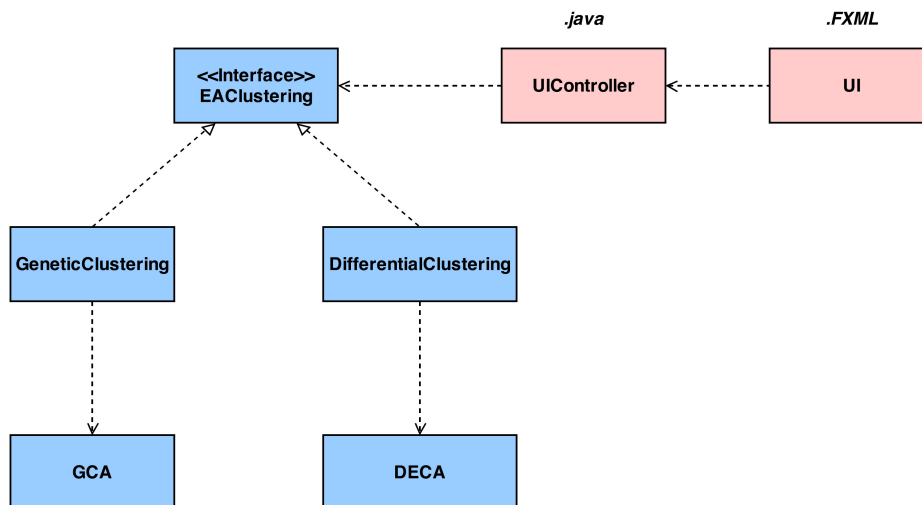 .java
.FXML
<<Interface>>
EAClustering
UIController
UI
GeneticClustering
DifferentialClustering
GCA
DECA